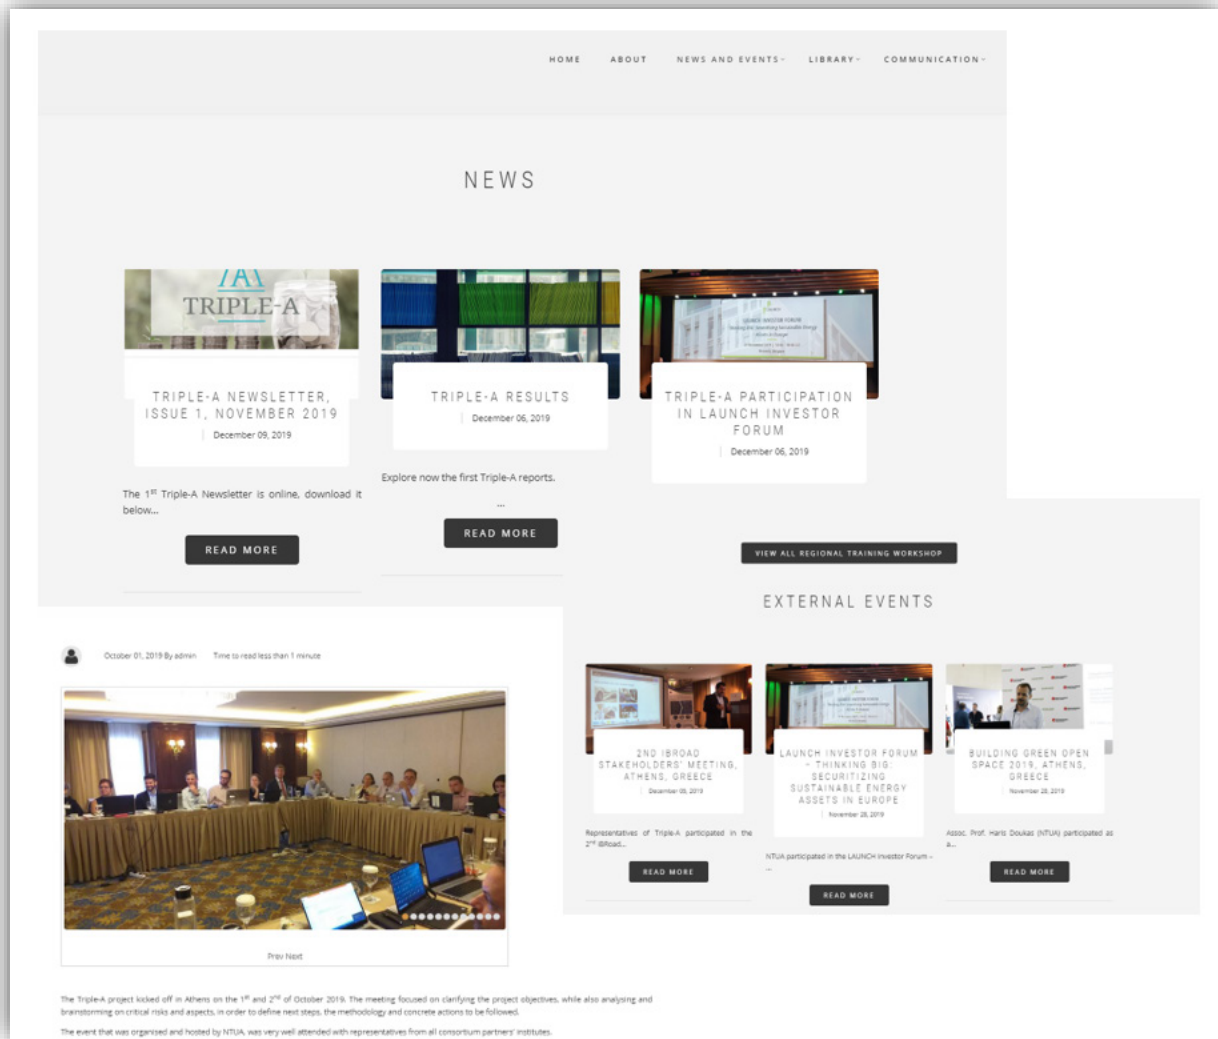 HOME ABOUT NEWS AND EVENTS LIBRARY COMMUNICATION
NEWS
TRIPLE-A
TRIPLE-A NEWSLETTER,
ISSUE 1, NOVEMBER 2019
December 09, 2019
The 1st Triple-A Newsletter is online, download it
below...
READ MORE
TRIPLE-A RESULTS
December 06, 2019
Explore now the first Triple-A reports.
...
READ MORE
LAUNCH INVESTOR FORUM
TRIPLE-A PARTICIPATION
IN LAUNCH INVESTOR
FORUM
December 06, 2019
VIEW ALL REGIONAL TRAINING WORKSHOP
EXTERNAL EVENTS
2ND IBROAD
STAKEHOLDERS' MEETING,
ATHENS, GREECE
December 09, 2019
Representatives of Triple-A participated in the
2nd iBRoad...
READ MORE
LAUNCH INVESTOR FORUM
– THINKING BIG:
SECURITIZING
SUSTAINABLE ENERGY
ASSETS IN EUROPE
November 28, 2019
NTUA participated in the LAUNCH Investor Forum –
...
READ MORE
BUILDING GREEN OPEN
SPACE 2019, ATHENS,
GREECE
November 28, 2019
Assoc. Prof. Haris Doukas (NTUA) participated as
a...
READ MORE
October 01, 2019 By admin Time to read less than 1 minute
Prev Next
The Triple-A project kicked off in Athens on the 1st and 2nd of October 2019. The meeting focused on clarifying the project objectives, while also analysing and
brainstorming on critical risks and aspects, in order to define next steps, the methodology and concrete actions to be followed.
The event that was organised and hosted by NTUA, was very well attended with representatives from all consortium partners' institutes.